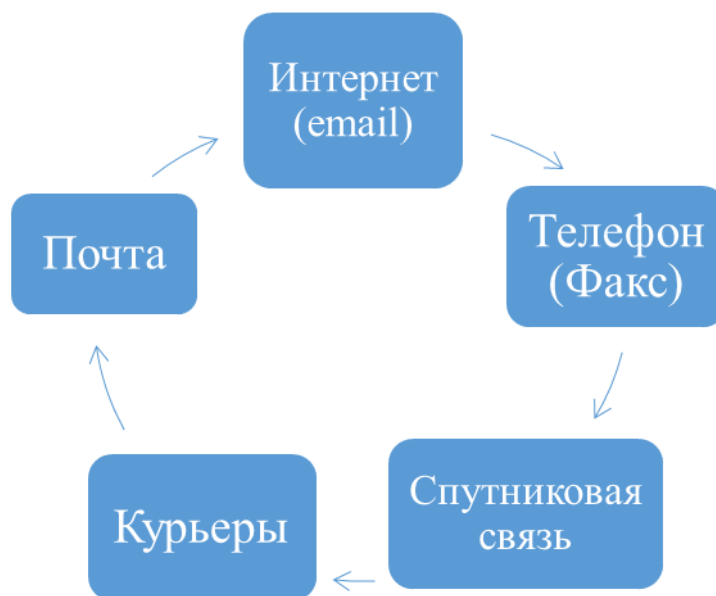 Интернет
(email)
Телефон
(Факс)
Спутниковая
связь
Курьеры
Почта